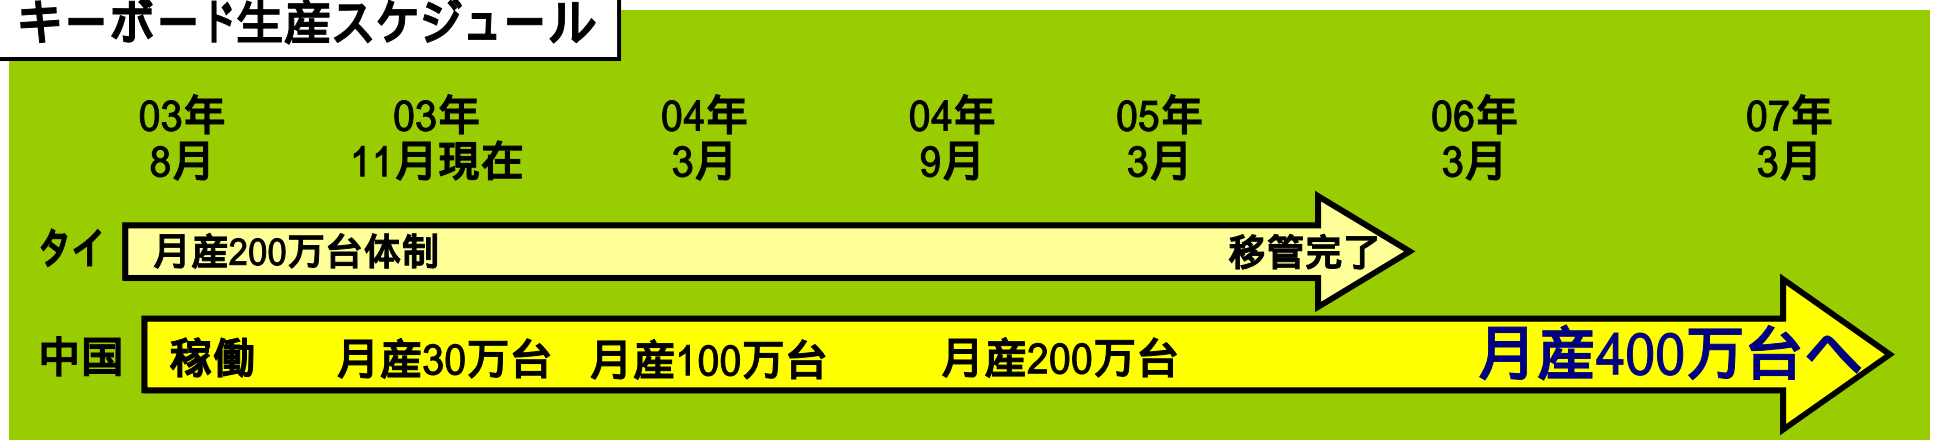 キーボード生産スケジュール
03年 03年 04年 04年 05年 06年 07年
8月 11月現在 3月 9月 3月 3月 3月
タイ 月産200万台体制 移管完了
中国 稼働 月産30万台 月産100万台 月産200万台 月産400万台へ